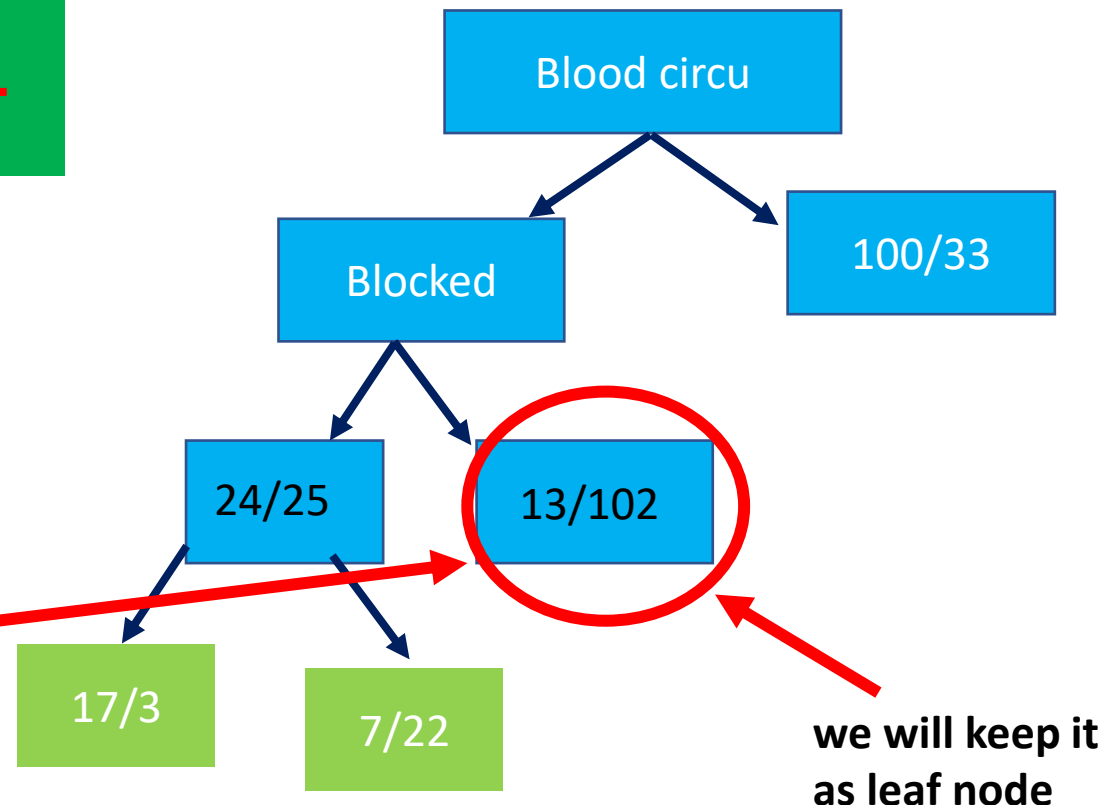 Blood circu
Blocked
100/33
24/25
13/102
17/3
7/22
we will keep it
as leaf node